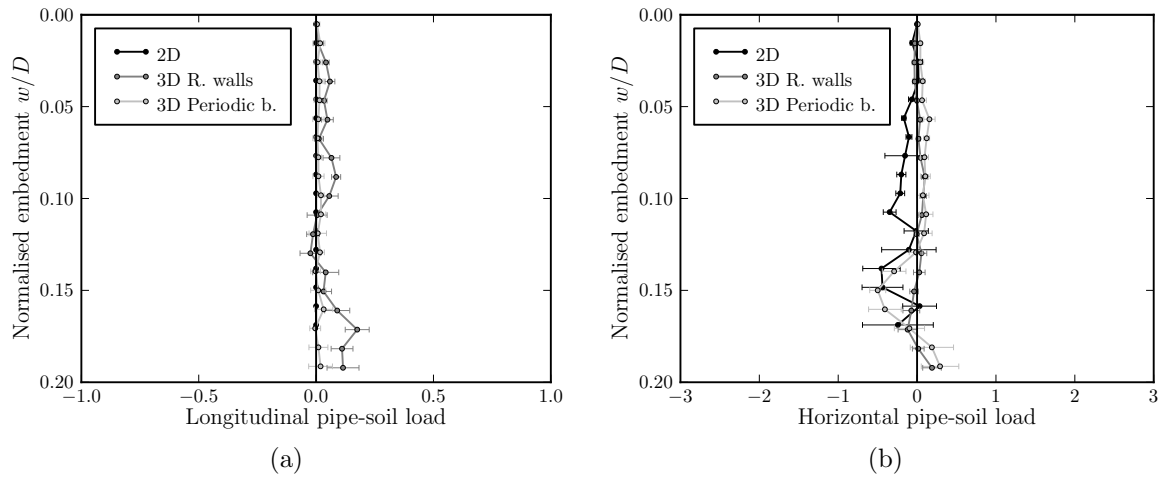 0.00
0.05
0.10
0.15
0.20
Normalised embedment w/D
2D
3D R. walls
3D Periodic b.
−1.0 −0.5 0.0 0.5 1.0
Longitudinal pipe-soil load
(a)
0.00
0.05
0.10
0.15
0.20
Normalised embedment w/D
2D
3D R. walls
3D Periodic b.
−3 −2 −1 0 1 2 3
Horizontal pipe-soil load
(b)